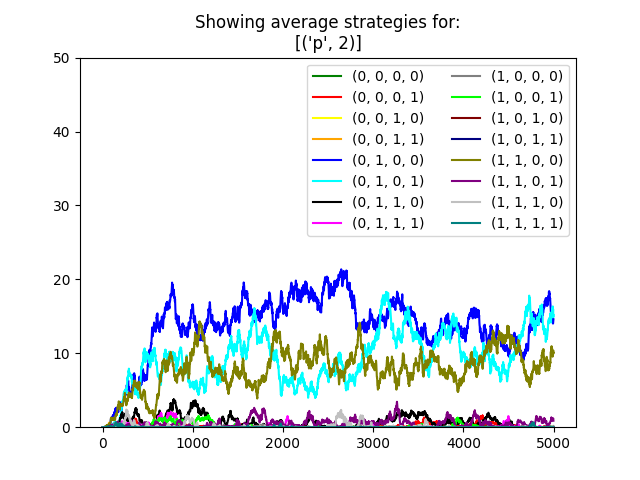 Showing average strategies for:
[('p', 2)]
50
40
30
20
10
0
(0, 0, 0, 0)
(0, 0, 0, 1)
(0, 0, 1, 0)
(0, 0, 1, 1)
(0, 1, 0, 0)
(0, 1, 0, 1)
(0, 1, 1, 0)
(0, 1, 1, 1)
(1, 0, 0, 0)
(1, 0, 0, 1)
(1, 0, 1, 0)
(1, 0, 1, 1)
(1, 1, 0, 0)
(1, 1, 0, 1)
(1, 1, 1, 0)
(1, 1, 1, 1)
0 1000 2000 3000 4000 5000